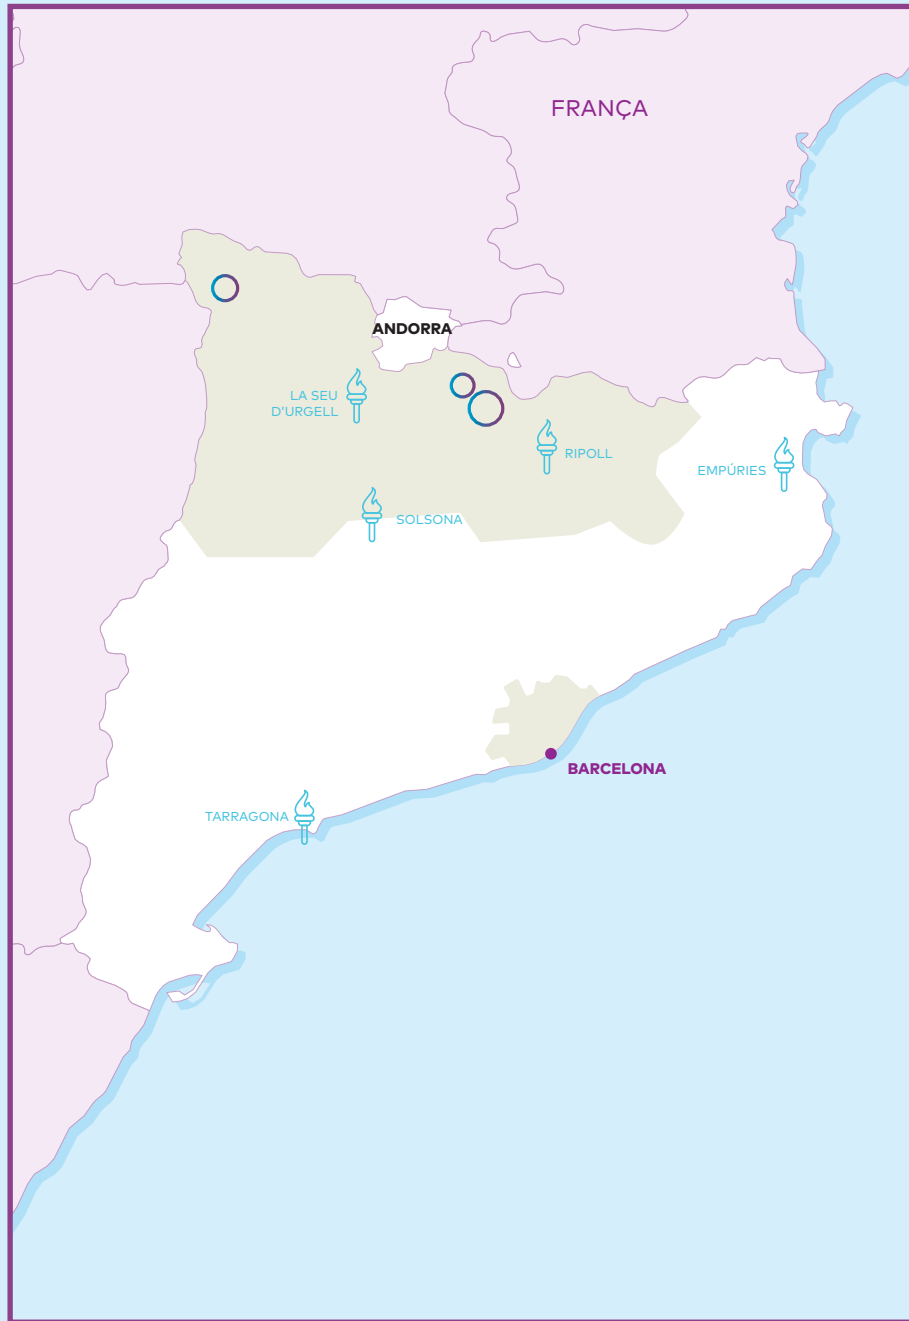 FRANÇA
ANDORRA
LA SEU
D'URGELL
RIPOLL
EMPÚRIES
SOLSONA
BARCELONA
TARRAGONA